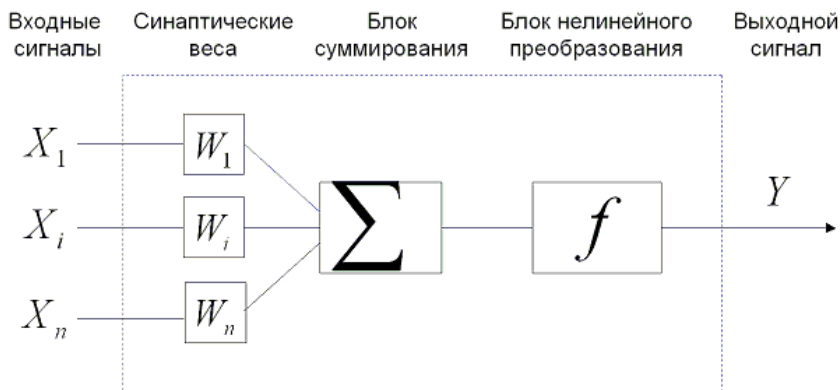 Входные сигналы
Синаптические веса
Блок суммирования
Блок нелинейного преобразования
Выходной сигнал
X₁
W₁
Xᵢ
Wᵢ
Σ
f
Y
Xₙ
Wₙ